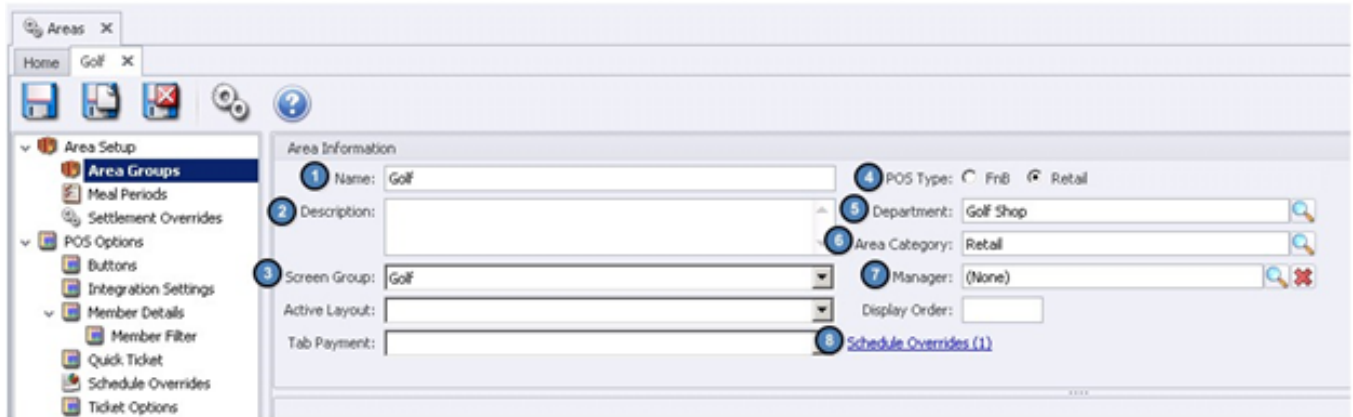 Areas X
Home Golf X
Area Setup
Area Groups
Meal Periods
Settlement Overrides
POS Options
Buttons
Integration Settings
Member Details
Member Filter
Quick Ticket
Schedule Overrides
Ticket Options
Area Information
1 Name: Golf
2 Description:
3 Screen Group: Golf
Active Layout:
Tab Payment:
4 POS Type: FnB Retail
5 Department: Golf Shop
6 Area Category: Retail
7 Manager: (None)
Display Order:
8 Schedule Overrides (1)